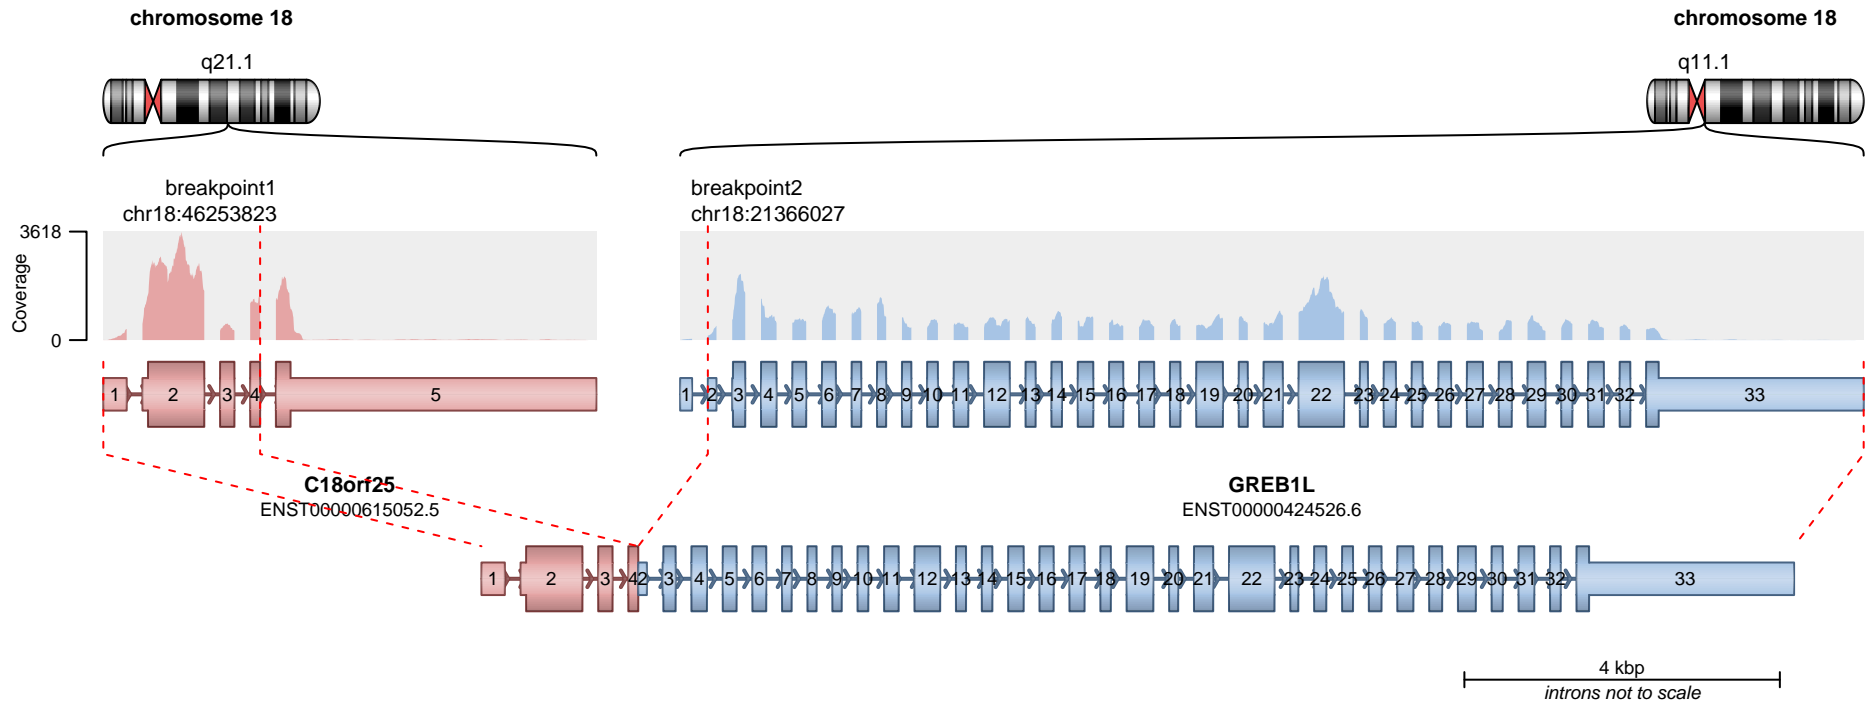 chromosome 18
chromosome 18
q21.1
q11.1
breakpoint1
chr18:46253823
breakpoint2
chr18:21366027
3618
Coverage
0
1 2 3 4 5
1 2 3 4 5 6 7 8 9 10 11 12 13 14 15 16 17 18 19 20 21 22 23 24 25 26 27 28 29 30 31 32 33
C18orf25
ENST00000615052.5
GREB1L
ENST00000424526.6
1 2 3 4 2 3 4 5 6 7 8 9 10 11 12 13 14 15 16 17 18 19 20 21 22 23 24 25 26 27 28 29 30 31 32 33
4 kbp
introns not to scale